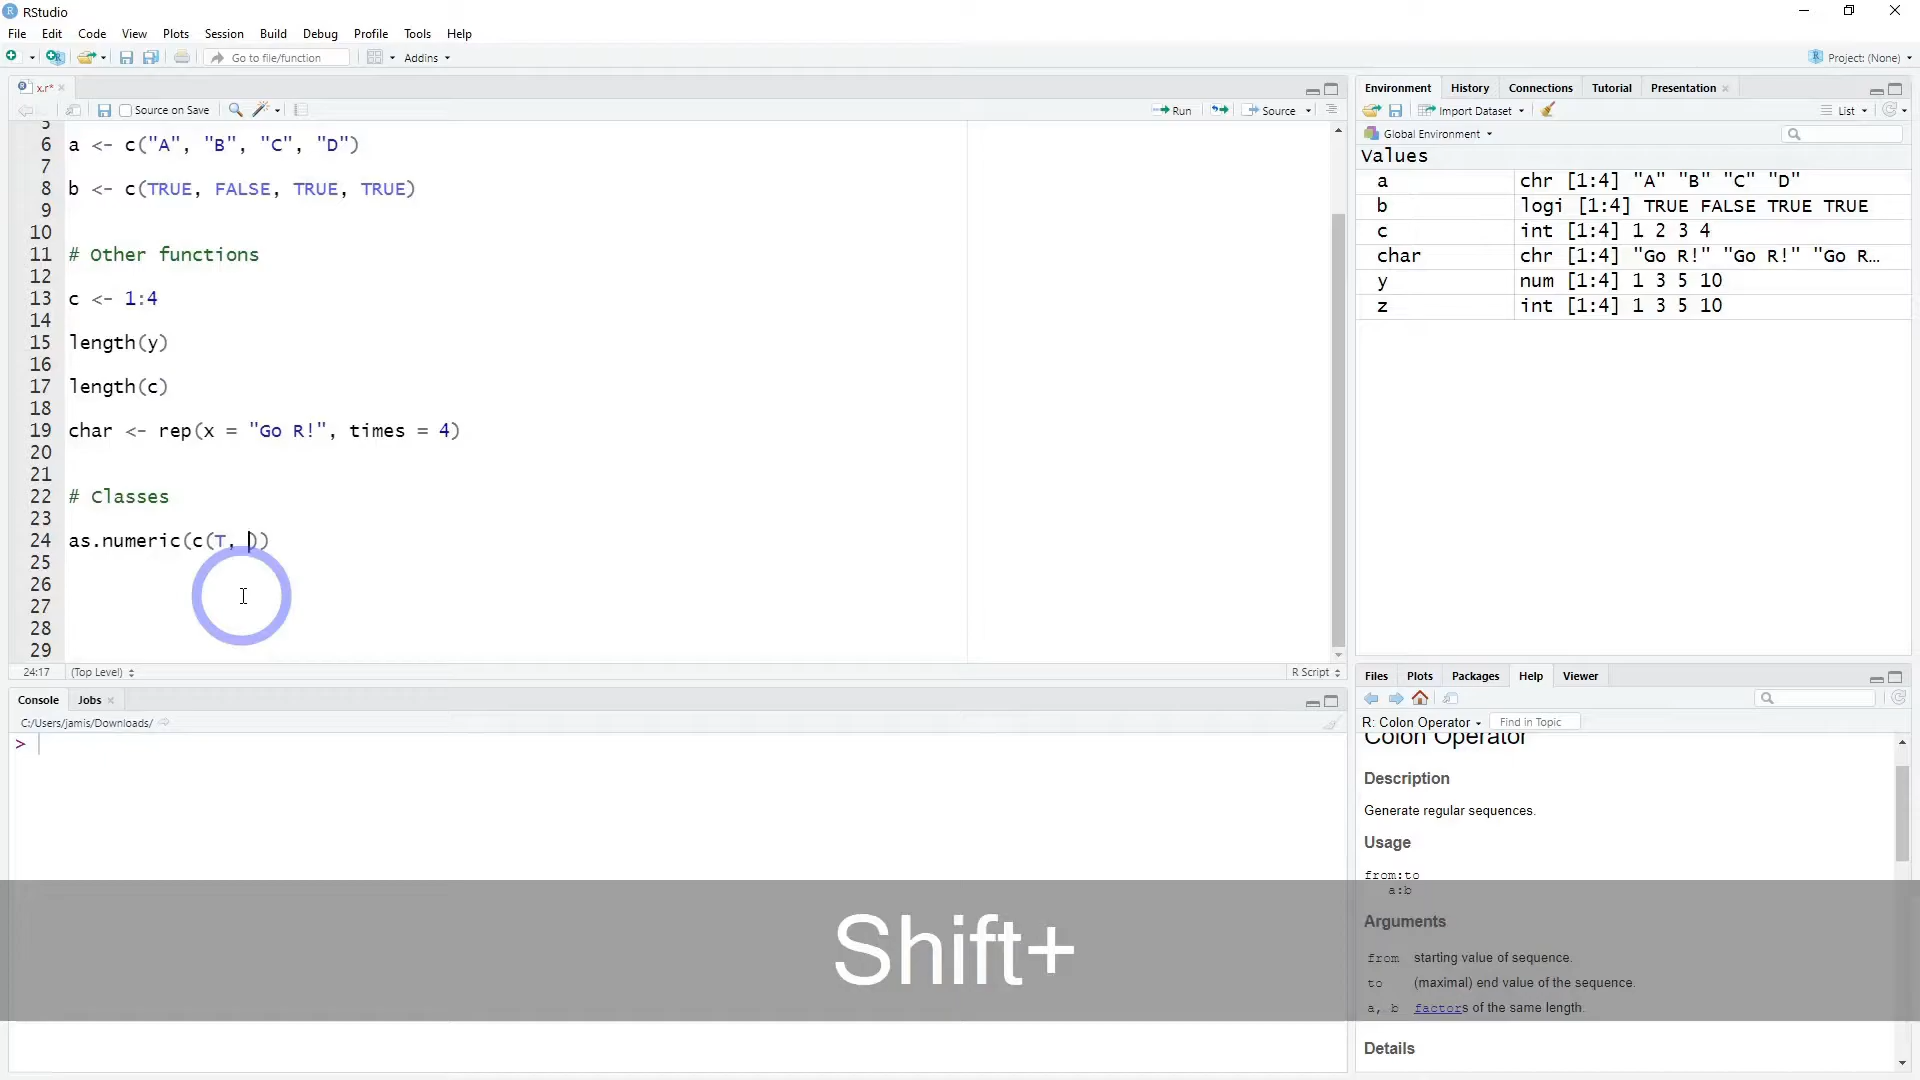 RStudio
File Edit Code View Plots Session Build Debug Profile Tools Help
Go to file/function Addins Project: (None)
x.r*
Source on Save Run Source
5
6 a <- c("A", "B", "C", "D")
7
8 b <- c(TRUE, FALSE, TRUE, TRUE)
9
10
11 # Other functions
12
13 c <- 1:4
14
15 length(y)
16
17 length(c)
18
19 char <- rep(x = "Go R!", times = 4)
20
21
22 # Classes
23
24 as.numeric(c(T, ))
25
26
27
28
29
24:17 (Top Level) R Script
Console Jobs
C:/Users/jamis/Downloads/
>
Environment History Connections Tutorial Presentation
Import Dataset List
Global Environment
Values
a chr [1:4] "A" "B" "C" "D"
b logi [1:4] TRUE FALSE TRUE TRUE
c int [1:4] 1 2 3 4
char chr [1:4] "Go R!" "Go R!" "Go R…
y num [1:4] 1 3 5 10
z int [1:4] 1 3 5 10
Files Plots Packages Help Viewer
R: Colon Operator Find in Topic
Colon Operator
Description
Generate regular sequences.
Usage
from:to
a:b
Arguments
from starting value of sequence.
to (maximal) end value of the sequence.
a, b factors of the same length.
Details
Shift+